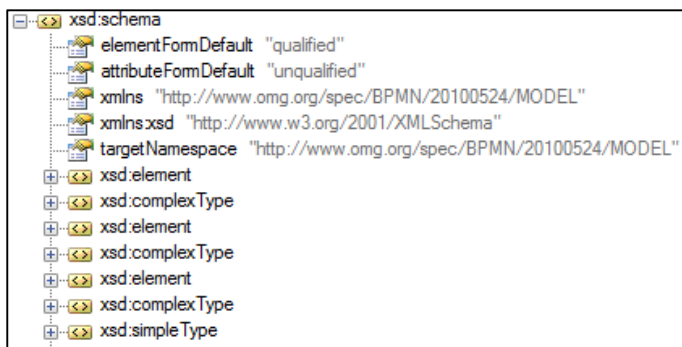 xsd:schema
elementFormDefault "qualified"
attributeFormDefault "unqualified"
xmlns "http://www.omg.org/spec/BPMN/20100524/MODEL"
xmlns:xsd "http://www.w3.org/2001/XMLSchema"
targetNamespace "http://www.omg.org/spec/BPMN/20100524/MODEL"
xsd:element
xsd:complexType
xsd:element
xsd:complexType
xsd:element
xsd:complexType
xsd:simpleType